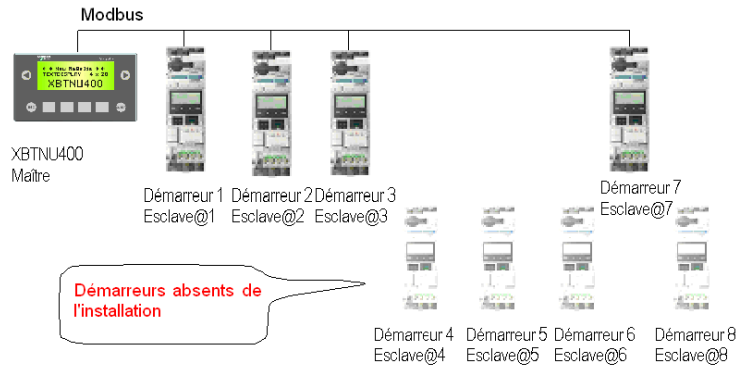 Modbus
XBTNU400
XBTNU400
Maître
Démarreur 1
Esclave@1
Démarreur 2
Esclave@2
Démarreur 3
Esclave@3
Démarreur 7
Esclave@7
Démarreurs absents de
l'installation
Démarreur 4
Esclave@4
Démarreur 5
Esclave@5
Démarreur 6
Esclave@6
Démarreur 8
Esclave@8